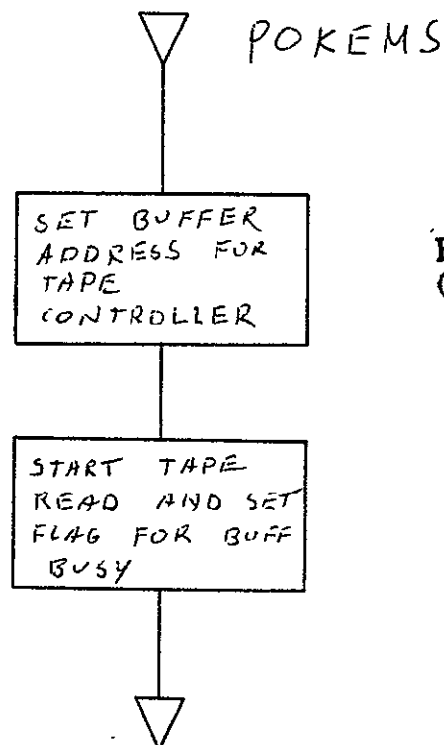 POKEMS
SET BUFFER
ADDRESS FOR
TAPE
CONTROLLER
START TAPE
READ AND SET
FLAG FOR BUFF
BUSY